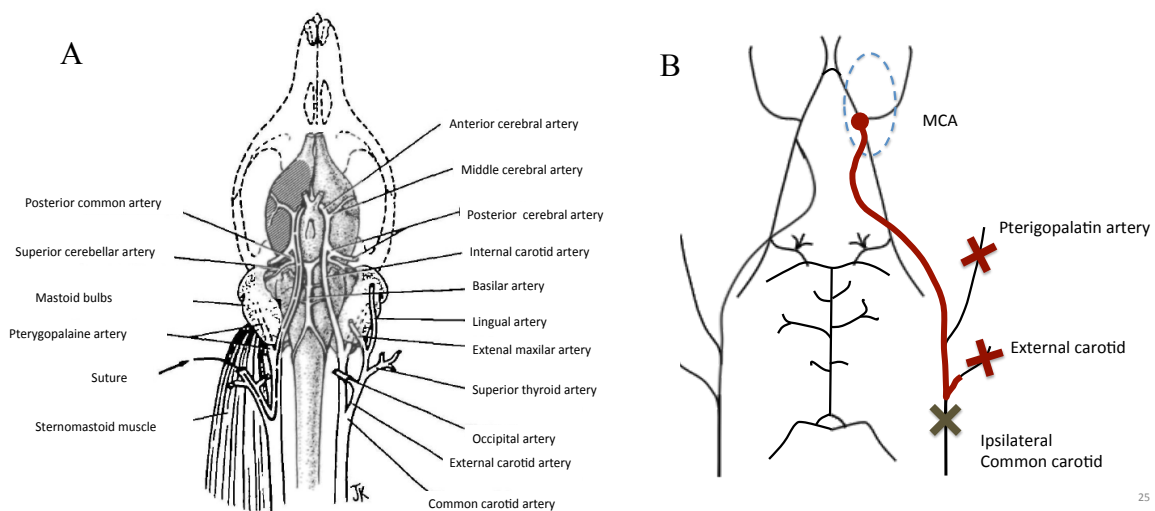 A
Anterior cerebral artery
Middle cerebral artery
Posterior common artery
Posterior cerebral artery
Superior cerebellar artery
Internal carotid artery
Mastoid bulbs
Basilar artery
Pterygopalaine artery
Lingual artery
Extenal maxilar artery
Suture
Superior thyroid artery
Sternomastoid muscle
Occipital artery
External carotid artery
Common carotid artery
JK
B
MCA
Pterigopalatin artery
External carotid
Ipsilateral
Common carotid
25